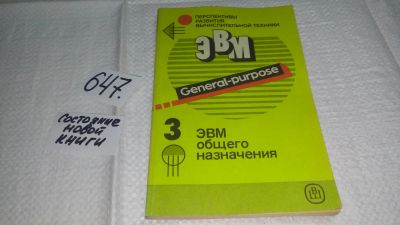 647.
состояние
новой
книги
ПЕРСПЕКТИВЫ
РАЗВИТИЯ
ВЫЧИСЛИТЕЛЬНОЙ ТЕХНИКИ
ЭВМ
General-purpose
3 ЭВМ
общего
назначения